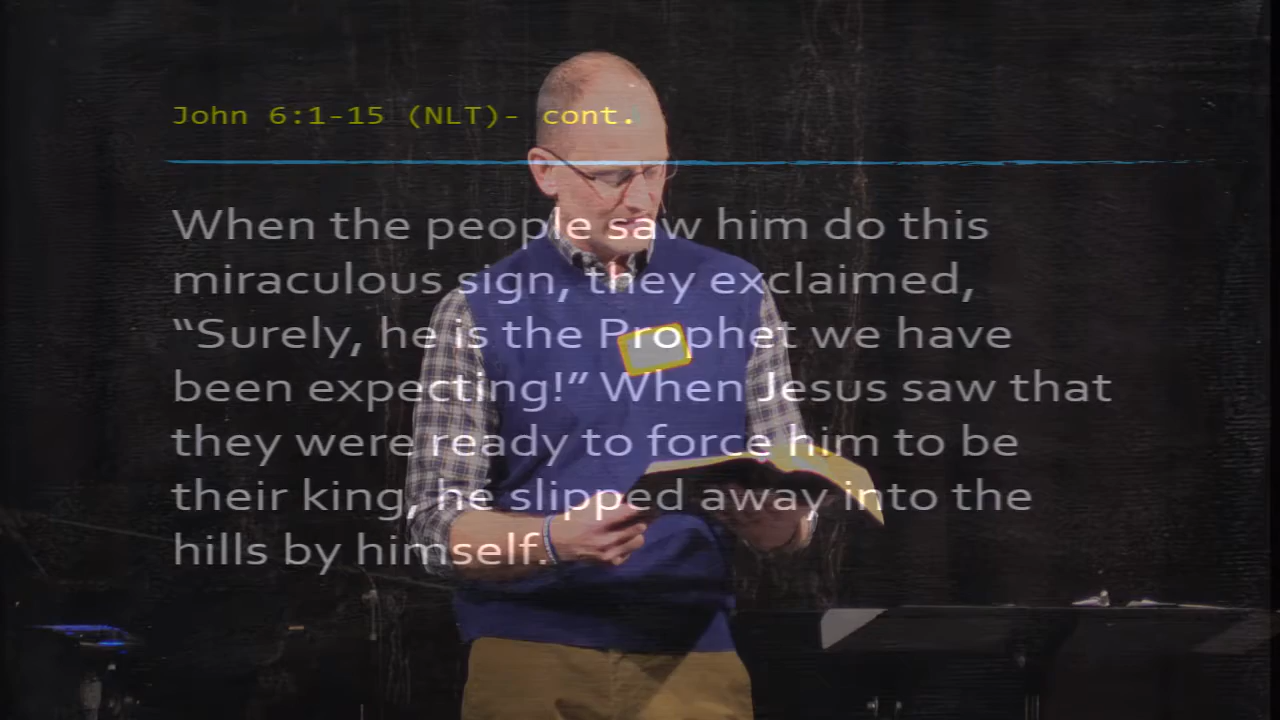 John 6:1-15 (NLT)- cont.
When the people saw him do this
miraculous sign, they exclaimed,
“Surely, he is the Prophet we have
been expecting!” When Jesus saw that
they were ready to force him to be
their king, he slipped away into the
hills by himself.